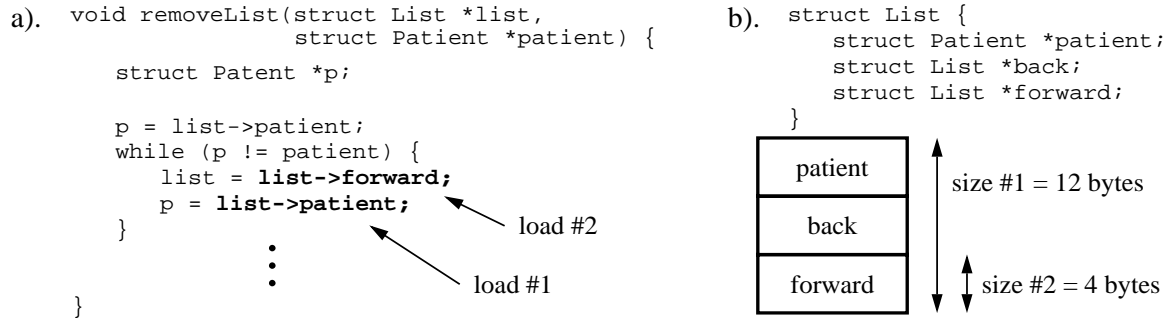 a). void removeList(struct List *list,
struct Patient *patient) {
struct Patent *p;
p = list->patient;
while (p != patient) {
list = list->forward;
p = list->patient;
}
load #2
load #1
}
b). struct List {
struct Patient *patient;
struct List *back;
struct List *forward;
}
patient
size #1 = 12 bytes
back
forward
size #2 = 4 bytes